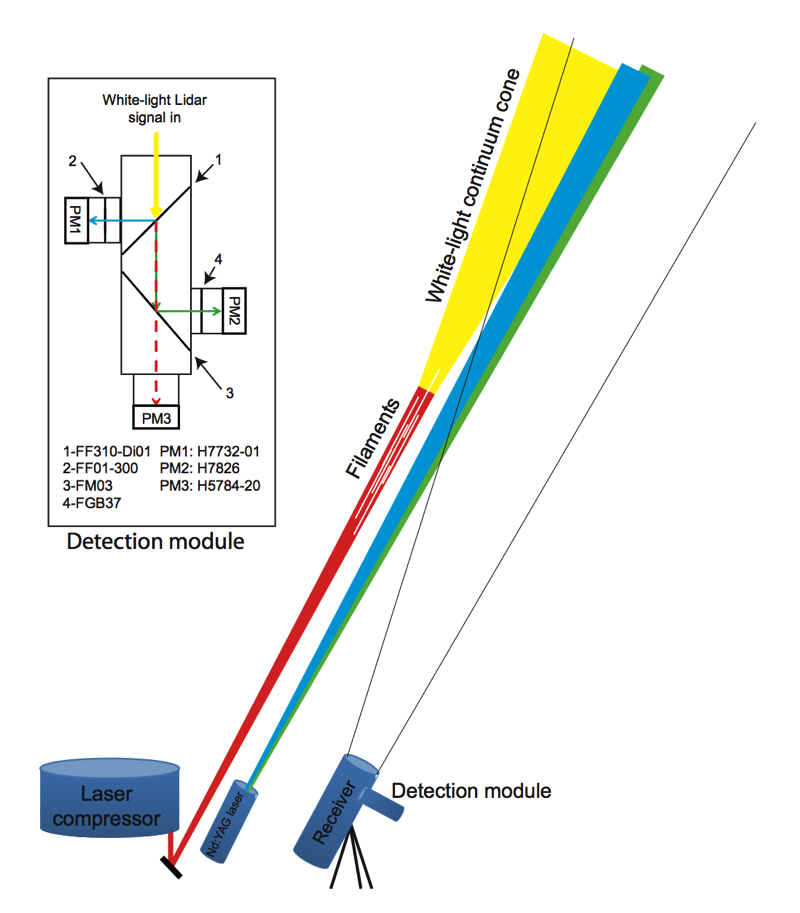 White-light Lidar
signal in
2
1
PM1
4
PM2
3
PM3
1-FF310-Di01 PM1: H7732-01
2-FF01-300 PM2: H7826
3-FM03 PM3: H5784-20
4-FGB37
Detection module
White-light continuum cone
Filaments
Laser
compressor
Nd:YAG laser
Receiver
Detection module